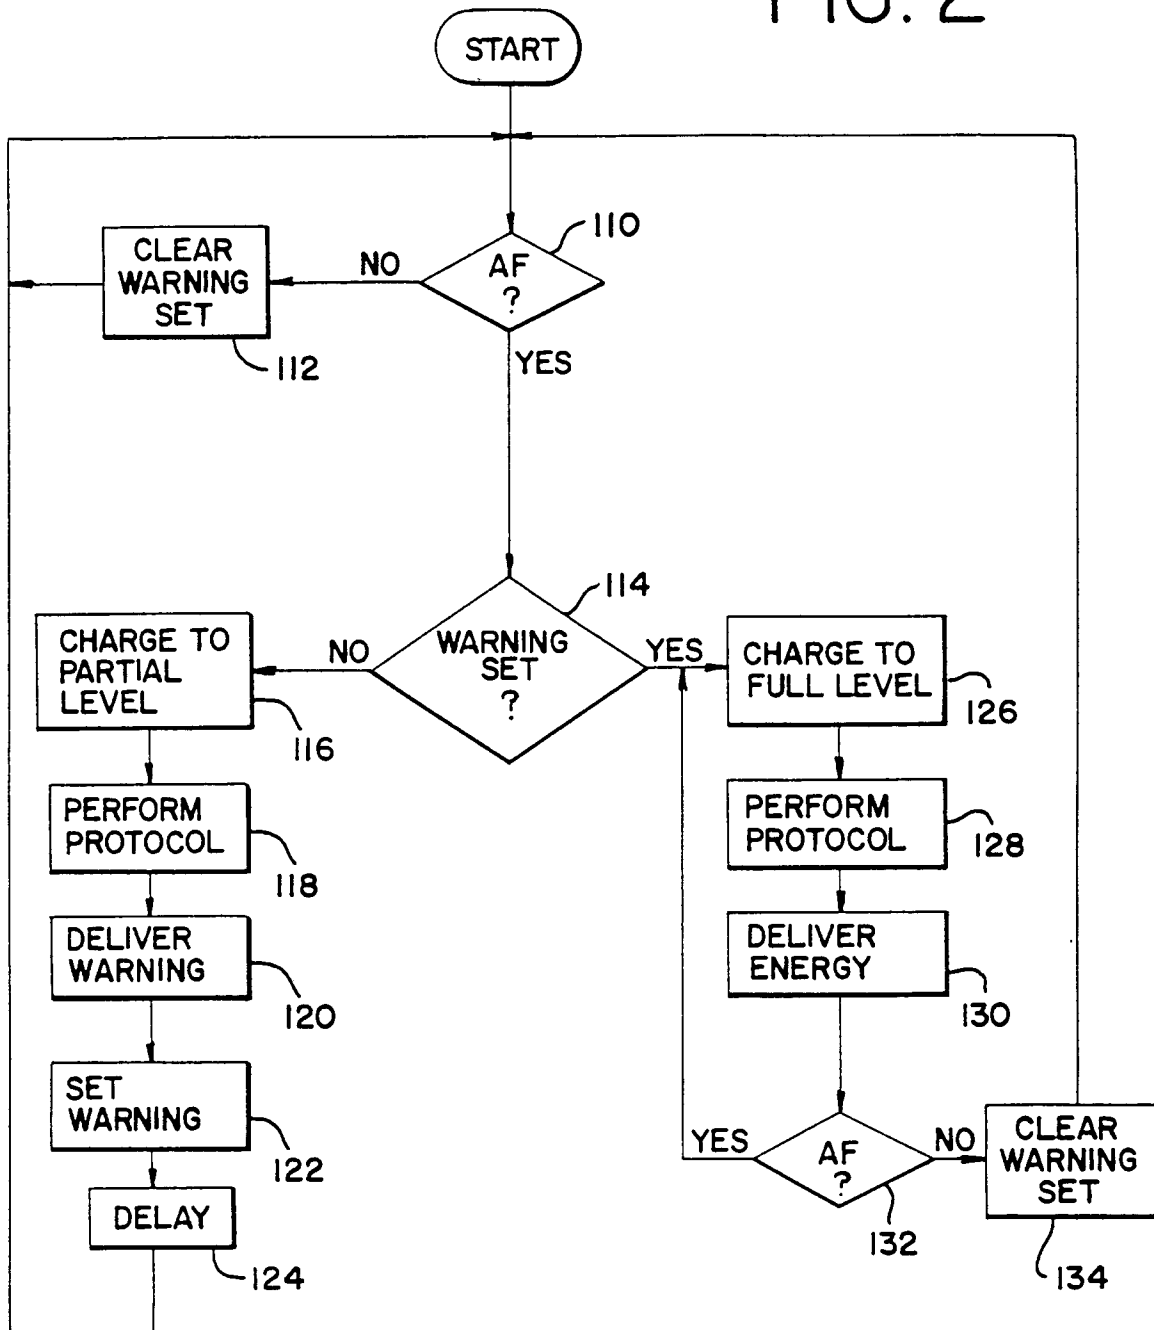 FIG. 2
START
110
AF
?
NO
CLEAR
WARNING
SET
112
YES
114
WARNING
SET
?
NO
YES
CHARGE TO
PARTIAL
LEVEL
116
CHARGE TO
FULL LEVEL
126
PERFORM
PROTOCOL
118
PERFORM
PROTOCOL
128
DELIVER
WARNING
120
DELIVER
ENERGY
130
SET
WARNING
122
YES
AF
?
NO
132
CLEAR
WARNING
SET
134
DELAY
124